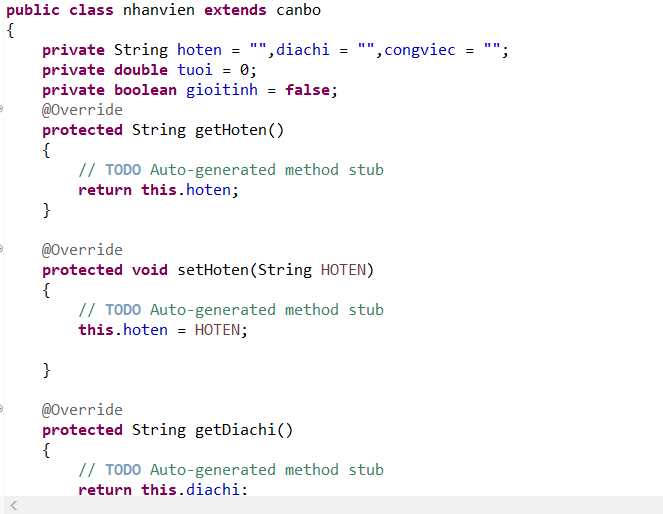 public class nhanvien extends canbo
{
    private String hoten = "",diachi = "",congviec = "";
    private double tuoi = 0;
    private boolean gioitinh = false;
    @Override
    protected String getHoten()
    {
        // TODO Auto-generated method stub
        return this.hoten;
    }
    @Override
    protected void setHoten(String HOTEN)
    {
        // TODO Auto-generated method stub
        this.hoten = HOTEN;
    }
    @Override
    protected String getDiachi()
    {
        // TODO Auto-generated method stub
        return this.diachi;